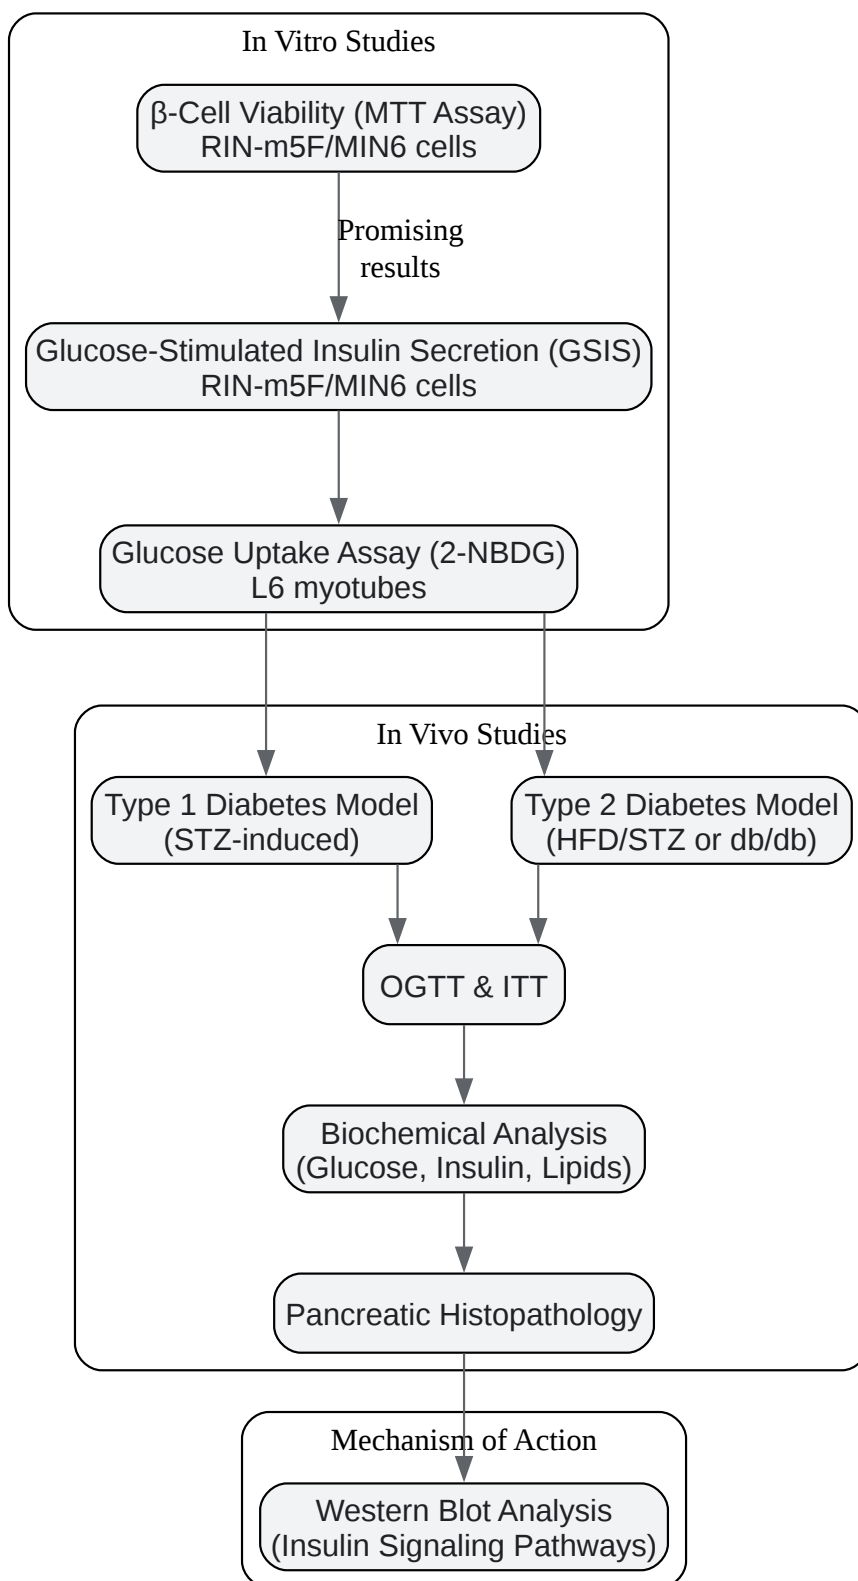 In Vitro Studies
β-Cell Viability (MTT Assay)
RIN-m5F/MIN6 cells
Promising
results
Glucose-Stimulated Insulin Secretion (GSIS)
RIN-m5F/MIN6 cells
Glucose Uptake Assay (2-NBDG)
L6 myotubes
In Vivo Studies
Type 1 Diabetes Model
(STZ-induced)
Type 2 Diabetes Model
(HFD/STZ or db/db)
OGTT & ITT
Biochemical Analysis
(Glucose, Insulin, Lipids)
Pancreatic Histopathology
Mechanism of Action
Western Blot Analysis
(Insulin Signaling Pathways)